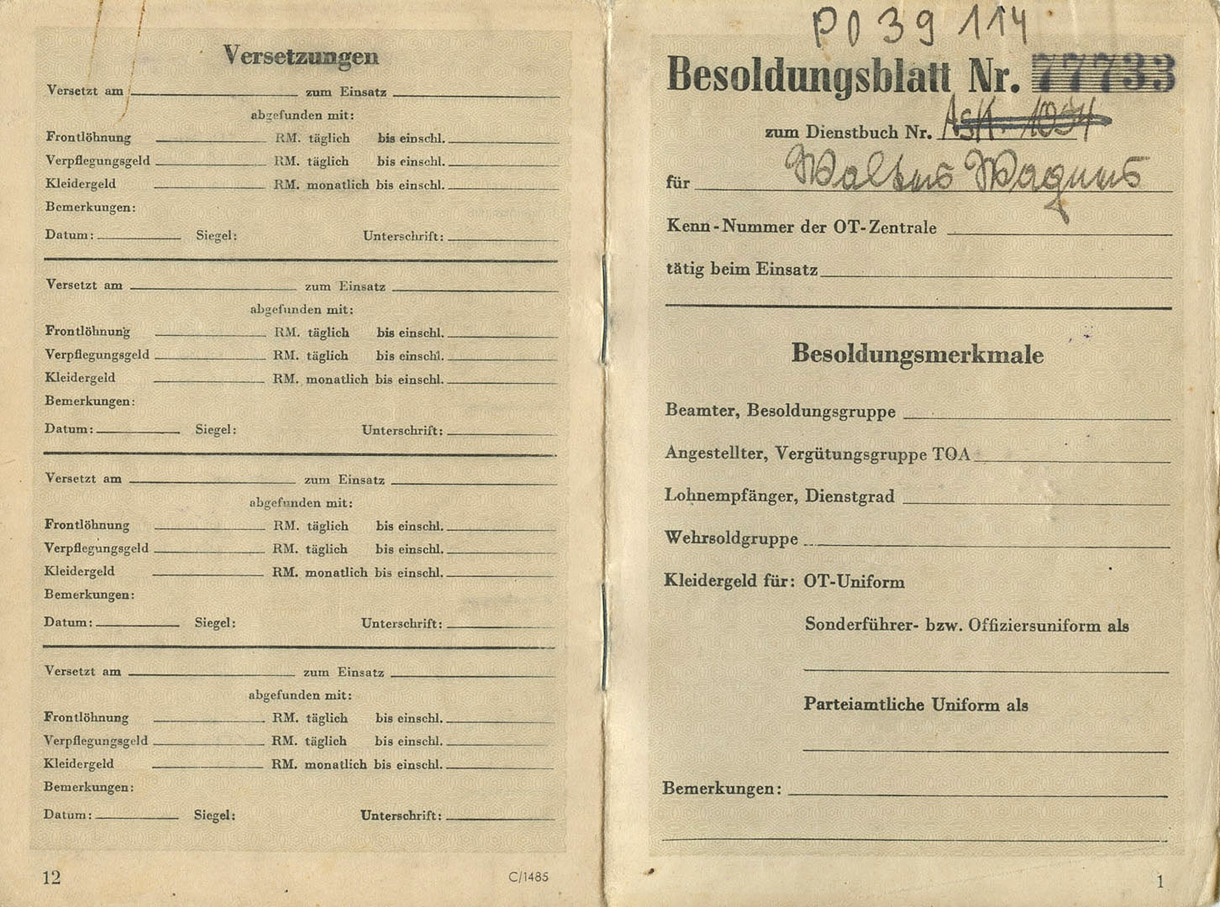 Versetzungen
Versetzt am zum Einsatz
abgefunden mit:
Frontlöhnung RM. täglich bis einschl.
Verpflegungsgeld RM. täglich bis einschl.
Kleidergeld RM. monatlich bis einschl.
Bemerkungen:
Datum: Siegel: Unterschrift:
Versetzt am zum Einsatz
abgefunden mit:
Frontlöhnung RM. täglich bis einschl.
Verpflegungsgeld RM. täglich bis einschl.
Kleidergeld RM. monatlich bis einschl.
Bemerkungen:
Datum: Siegel: Unterschrift:
Versetzt am zum Einsatz
abgefunden mit:
Frontlöhnung RM. täglich bis einschl.
Verpflegungsgeld RM. täglich bis einschl.
Kleidergeld RM. monatlich bis einschl.
Bemerkungen:
Datum: Siegel: Unterschrift:
Versetzt am zum Einsatz
abgefunden mit:
Frontlöhnung RM. täglich bis einschl.
Verpflegungsgeld RM. täglich bis einschl.
Kleidergeld RM. monatlich bis einschl.
Bemerkungen:
Datum: Siegel: Unterschrift:
12 C/1485
PO 39 114
Besoldungsblatt Nr. 77733
zum Dienstbuch Nr.
für
Kenn-Nummer der OT-Zentrale
tätig beim Einsatz
Besoldungsmerkmale
Beamter, Besoldungsgruppe
Angestellter, Vergütungsgruppe TOA
Lohnempfänger, Dienstgrad
Wehrsoldgruppe
Kleidergeld für: OT-Uniform
Sonderführer- bzw. Offiziersuniform als
Parteiamtliche Uniform als
Bemerkungen:
1